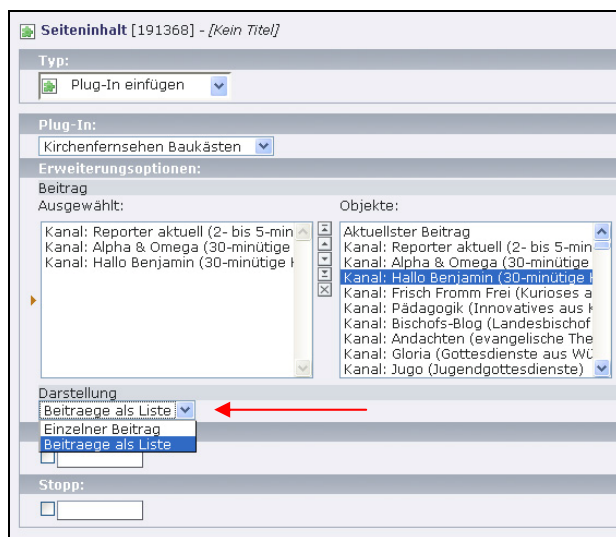 Seiteninhalt [191368] - [Kein Titel]
Typ:
Plug-In einfügen
Plug-In:
Kirchenfernsehen Baukästen
Erweiterungsoptionen:
Beitrag
Ausgewählt:
Kanal: Reporter aktuell (2- bis 5-min
Kanal: Alpha & Omega (30-minütige
Kanal: Hallo Benjamin (30-minütige
Objekte:
Aktuellster Beitrag
Kanal: Reporter aktuell (2- bis 5-min
Kanal: Alpha & Omega (30-minütige
Kanal: Hallo Benjamin (30-minütige
Kanal: Frisch Fromm Frei (Kurioses a
Kanal: Pädagogik (Innovatives aus
Kanal: Bischofs-Blog (Landesbischof
Kanal: Andachten (evangelische The
Kanal: Gloria (Gottesdienste aus Wü
Kanal: Jugo (Jugendgottesdienste)
Darstellung
Beitraege als Liste
Einzelner Beitrag
Beitraege als Liste
Stopp: